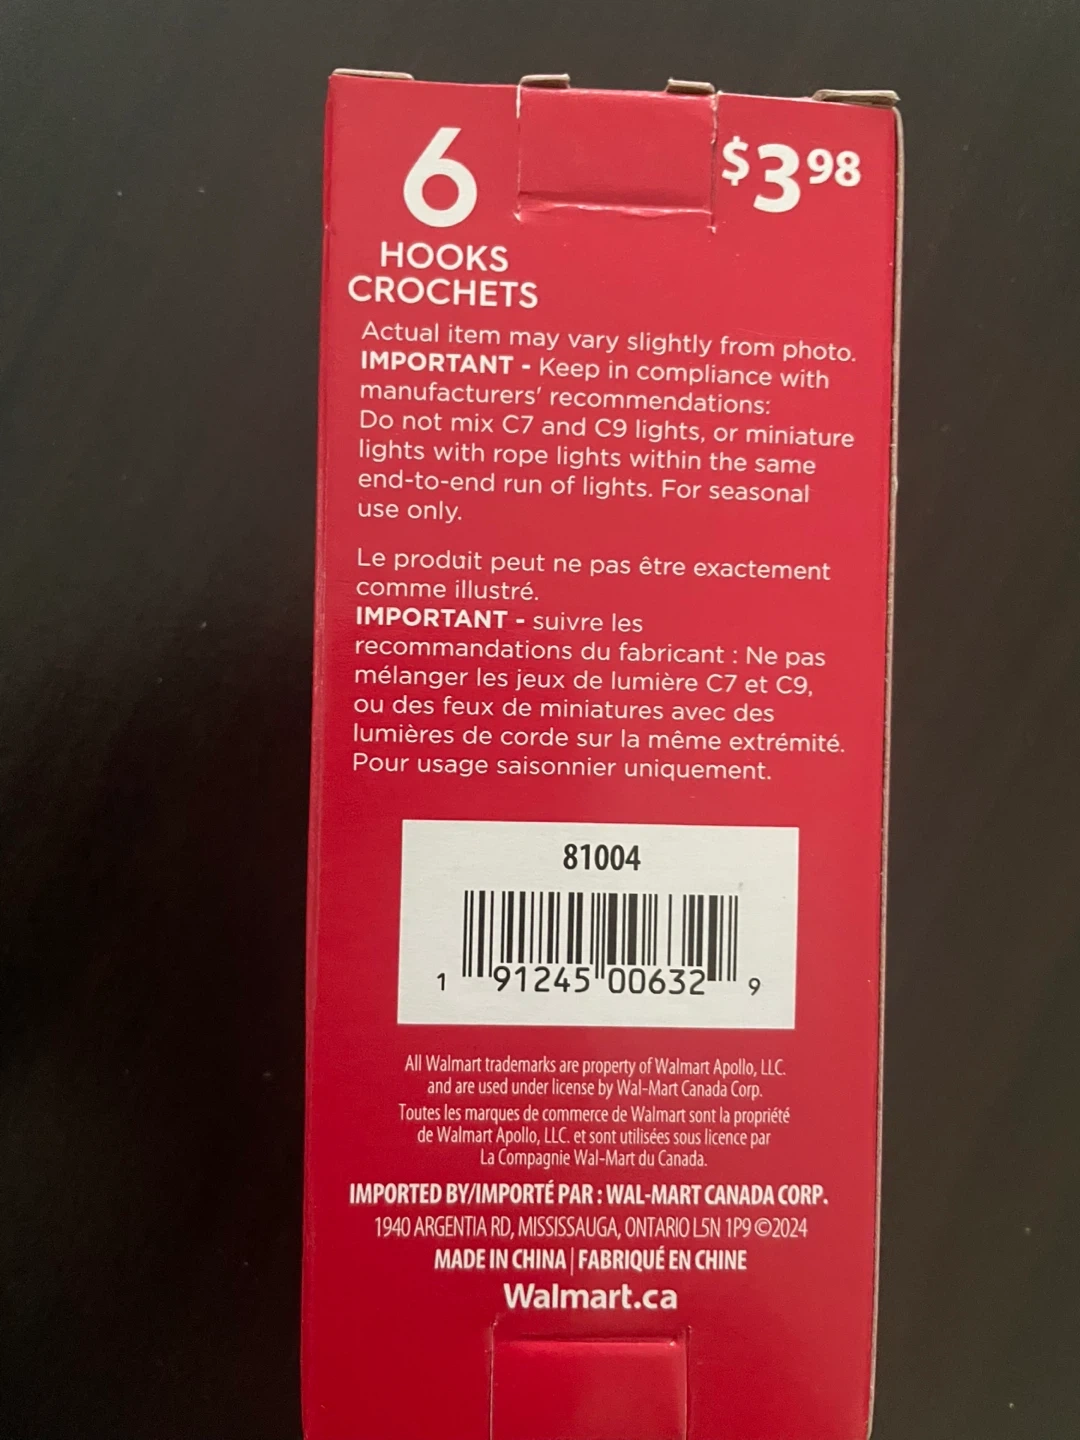 6
$3.98
HOOKS
CROCHETS
Actual item may vary slightly from photo.
IMPORTANT - Keep in compliance with
manufacturers' recommendations:
Do not mix C7 and C9 lights, or miniature
lights with rope lights within the same
end-to-end run of lights. For seasonal
use only.
Le produit peut ne pas être exactement
comme illustré.
IMPORTANT - suivre les
recommandations du fabricant : Ne pas
mélanger les jeux de lumière C7 et C9,
ou des feux de miniatures avec des
lumières de corde sur la même extrémité.
Pour usage saisonnier uniquement.
81004
1 91245 00632 9
All Walmart trademarks are property of Walmart Apollo, LLC.
and are used under license by Wal-Mart Canada Corp.
Toutes les marques de commerce de Walmart sont la propriété
de Walmart Apollo, LLC. et sont utilisées sous licence par
La Compagnie Wal-Mart du Canada.
IMPORTED BY/IMPORTÉ PAR : WAL-MART CANADA CORP.
1940 ARGENTIA RD, MISSISSAUGA, ONTARIO L5N 1P9 ©2024
MADE IN CHINA | FABRIQUÉ EN CHINE
Walmart.ca